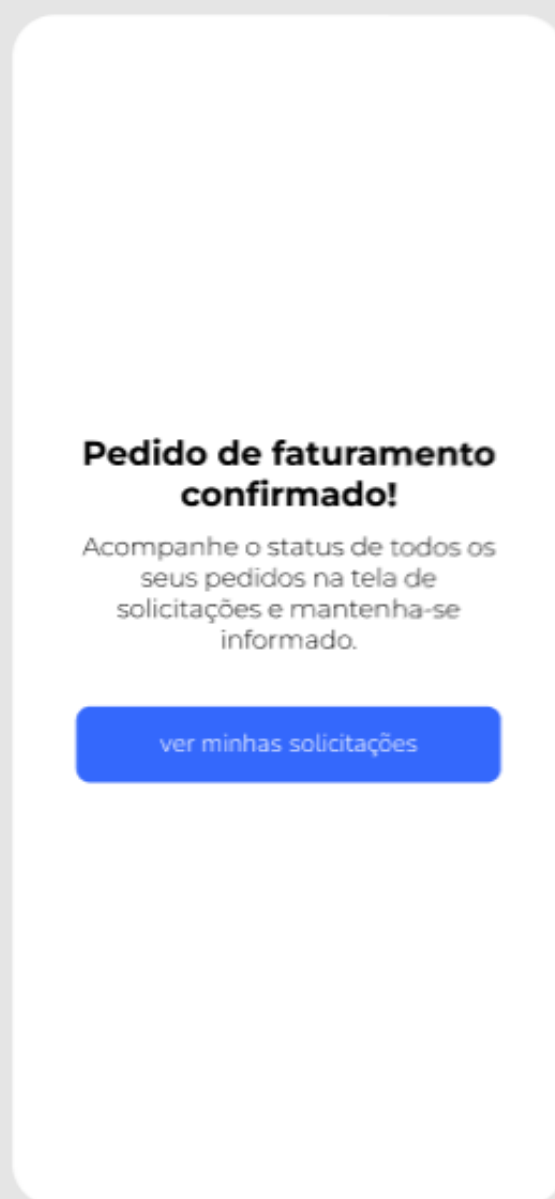 Pedido de faturamento
confirmado!
Acompanhe o status de todos os
seus pedidos na tela de
solicitações e mantenha-se
informado.
ver minhas solicitações